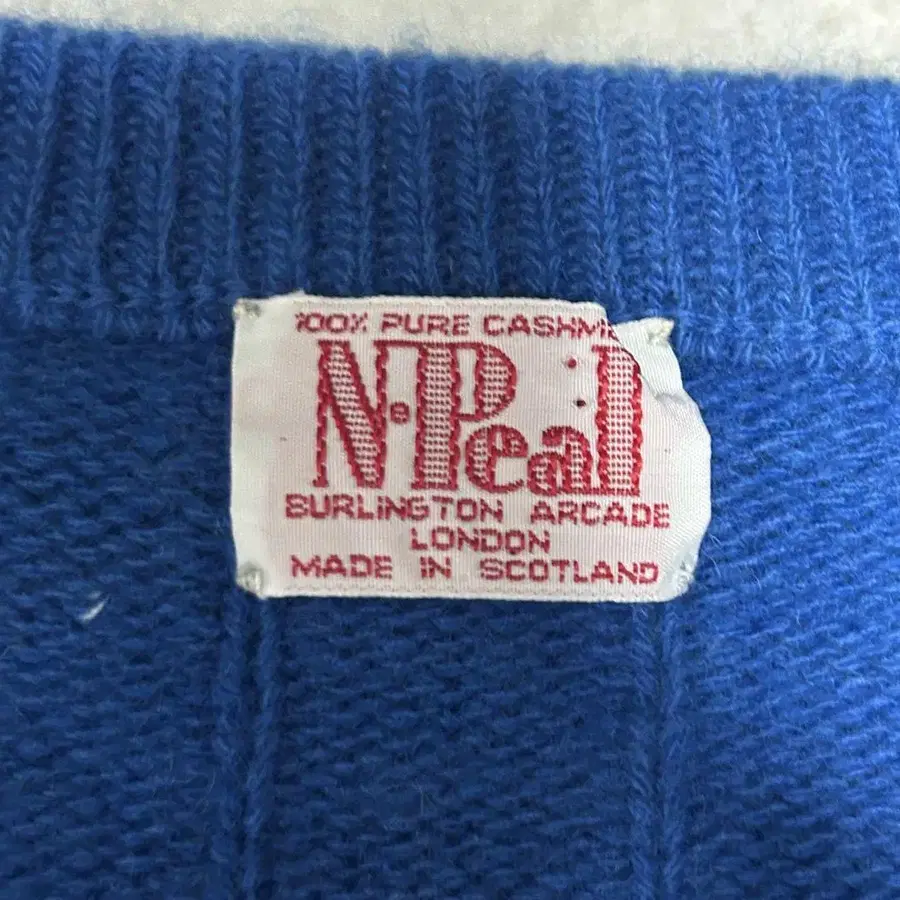 100% PURE CASHME
N.Peal
BURLINGTON ARCADE
LONDON
MADE IN SCOTLAND